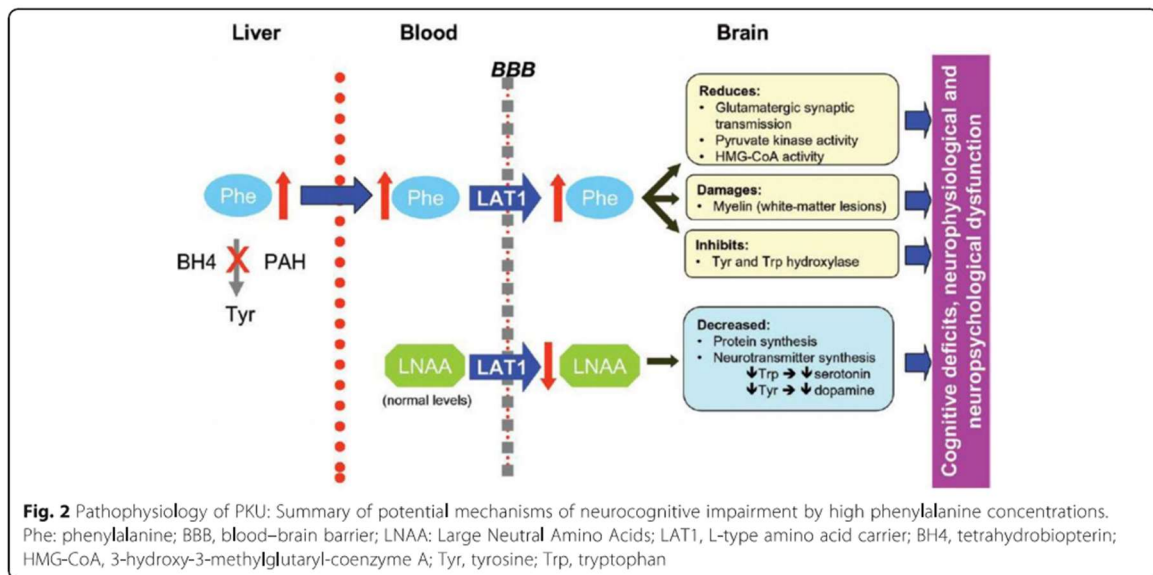 Liver Blood Brain
BBB
Reduces:
• Glutamatergic synaptic
transmission
• Pyruvate kinase activity
• HMG-CoA activity
Phe Phe LAT1 Phe
Damages:
• Myelin (white-matter lesions)
Inhibits:
• Tyr and Trp hydroxylase
BH4 X PAH
Tyr
Decreased:
• Protein synthesis
• Neurotransmitter synthesis
↓Trp → ↓ serotonin
↓Tyr → ↓ dopamine
LNAA LAT1 LNAA
(normal levels)
Cognitive deficits, neurophysiological and
neuropsychological dysfunction
Fig. 2 Pathophysiology of PKU: Summary of potential mechanisms of neurocognitive impairment by high phenylalanine concentrations.
Phe: phenylalanine; BBB, blood–brain barrier; LNAA: Large Neutral Amino Acids; LAT1, L-type amino acid carrier; BH4, tetrahydrobiopterin;
HMG-CoA, 3-hydroxy-3-methylglutaryl-coenzyme A; Tyr, tyrosine; Trp, tryptophan